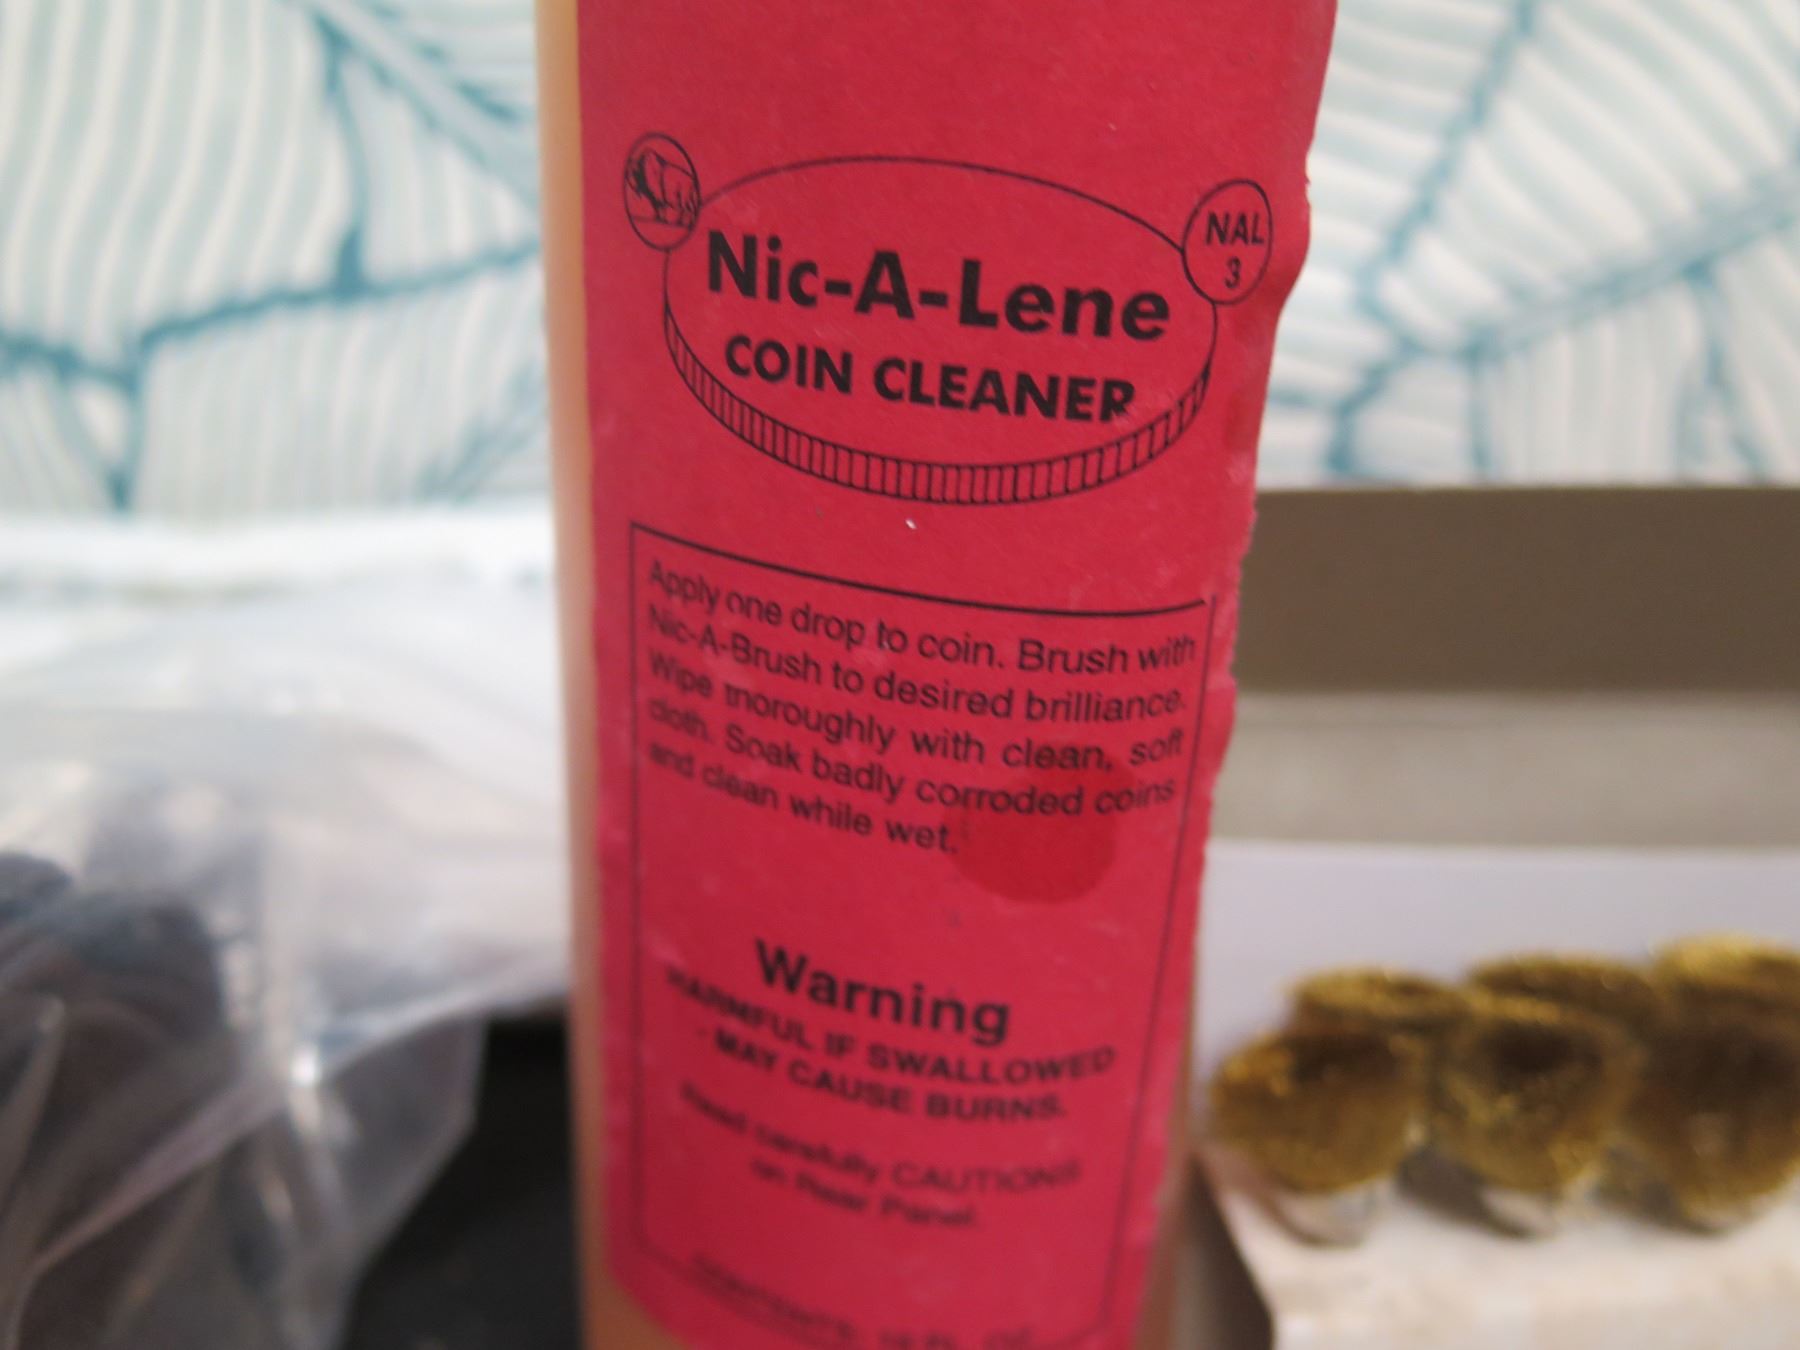 NAL
3
Nic-A-Lene
COIN CLEANER
Apply one drop to coin. Brush with
Nic-A-Brush to desired brilliance.
Wipe thoroughly with clean, soft
cloth. Soak badly corroded coins
and clean while wet.
Warning
HARMFUL IF SWALLOWED
- MAY CAUSE BURNS.
Read carefully CAUTIONS
on Rear Panel.